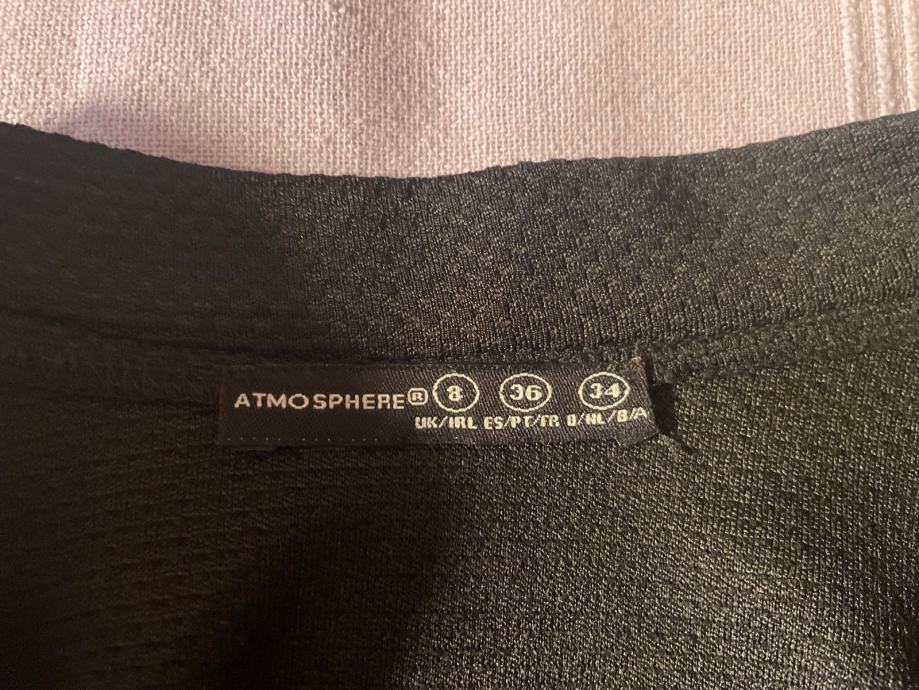 ATMOSPHERE® 8 36 34
UK/IRL ES/PT/FR D/NL/B/A